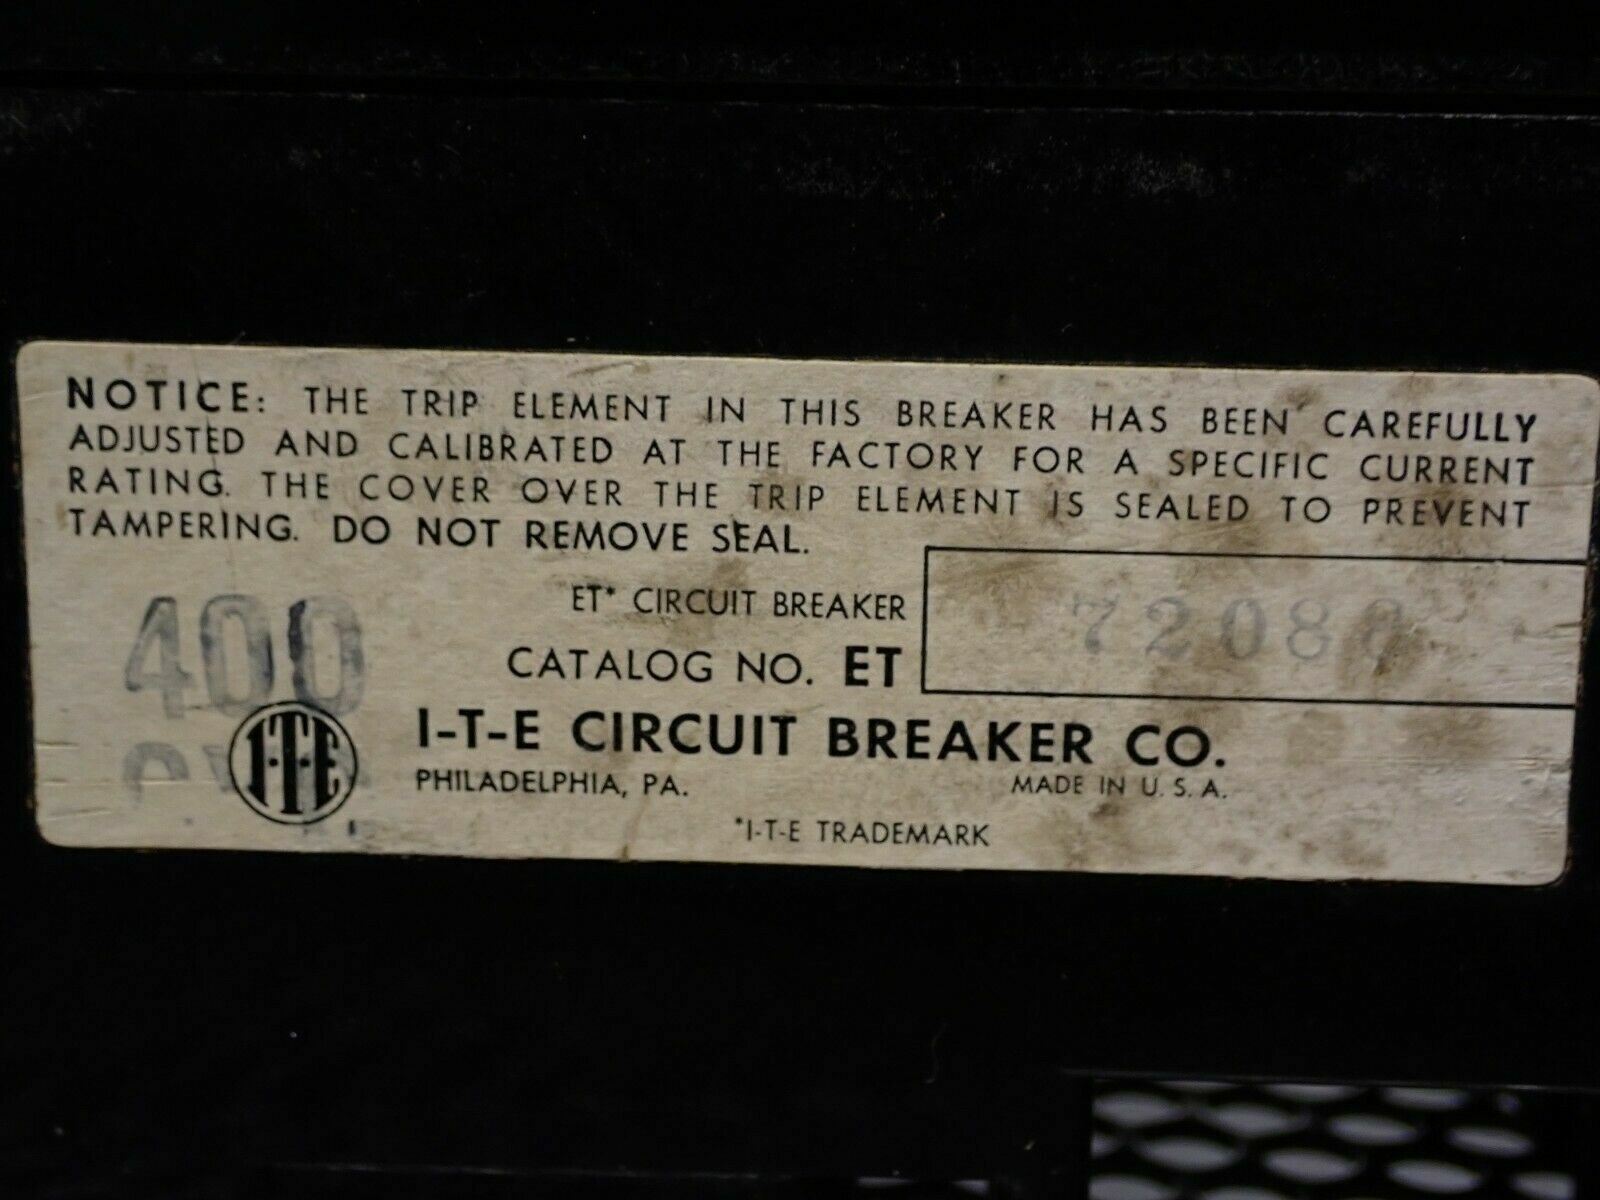 NOTICE: THE TRIP ELEMENT IN THIS BREAKER HAS BEEN CAREFULLY
ADJUSTED AND CALIBRATED AT THE FACTORY FOR A SPECIFIC CURRENT
RATING. THE COVER OVER THE TRIP ELEMENT IS SEALED TO PREVENT
TAMPERING. DO NOT REMOVE SEAL.
400
ET* CIRCUIT BREAKER
CATALOG NO. ET
I-T-E
I-T-E CIRCUIT BREAKER CO.
PHILADELPHIA, PA. MADE IN U.S.A.
*I-T-E TRADEMARK